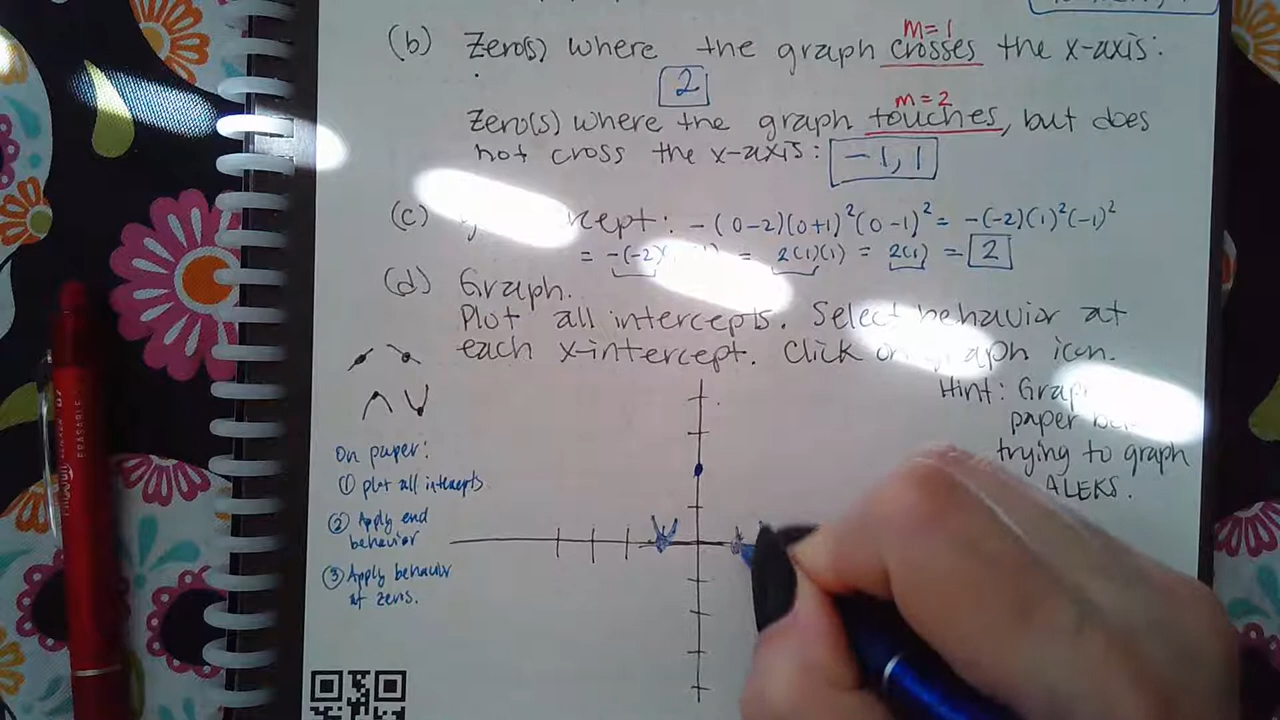 (b) Zero(s) where the graph crosses the x-axis:
m=1
2
m=2
Zero(s) where the graph touches, but does
not cross the x-axis: -1, 1
(c) -(0-2)(0+1)²(0-1)² = -(-2)(1)²(-1)²
= -(-2) = 2(1)(1) = 2(1) = 2
(d) Graph.
Plot all intercepts. Select behavior at
each x-intercept. Click on graph icon.
Hint: Graph
paper
trying to graph
ALEKS.
On paper:
① plot all intercepts.
② Apply end
behavior
③ Apply behavior
at zeros.
ERASABLE